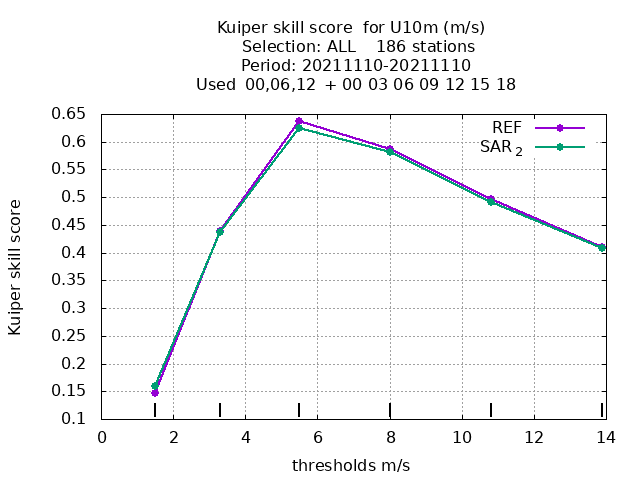 Kuiper skill score  for U10m (m/s)
Selection: ALL    186 stations
Period: 20211110-20211110
Used  00,06,12  + 00 03 06 09 12 15 18
REF
SAR 2
0.65
0.6
0.55
0.5
0.45
0.4
0.35
0.3
0.25
0.2
0.15
0.1
Kuiper skill score
0 2 4 6 8 10 12 14
thresholds m/s